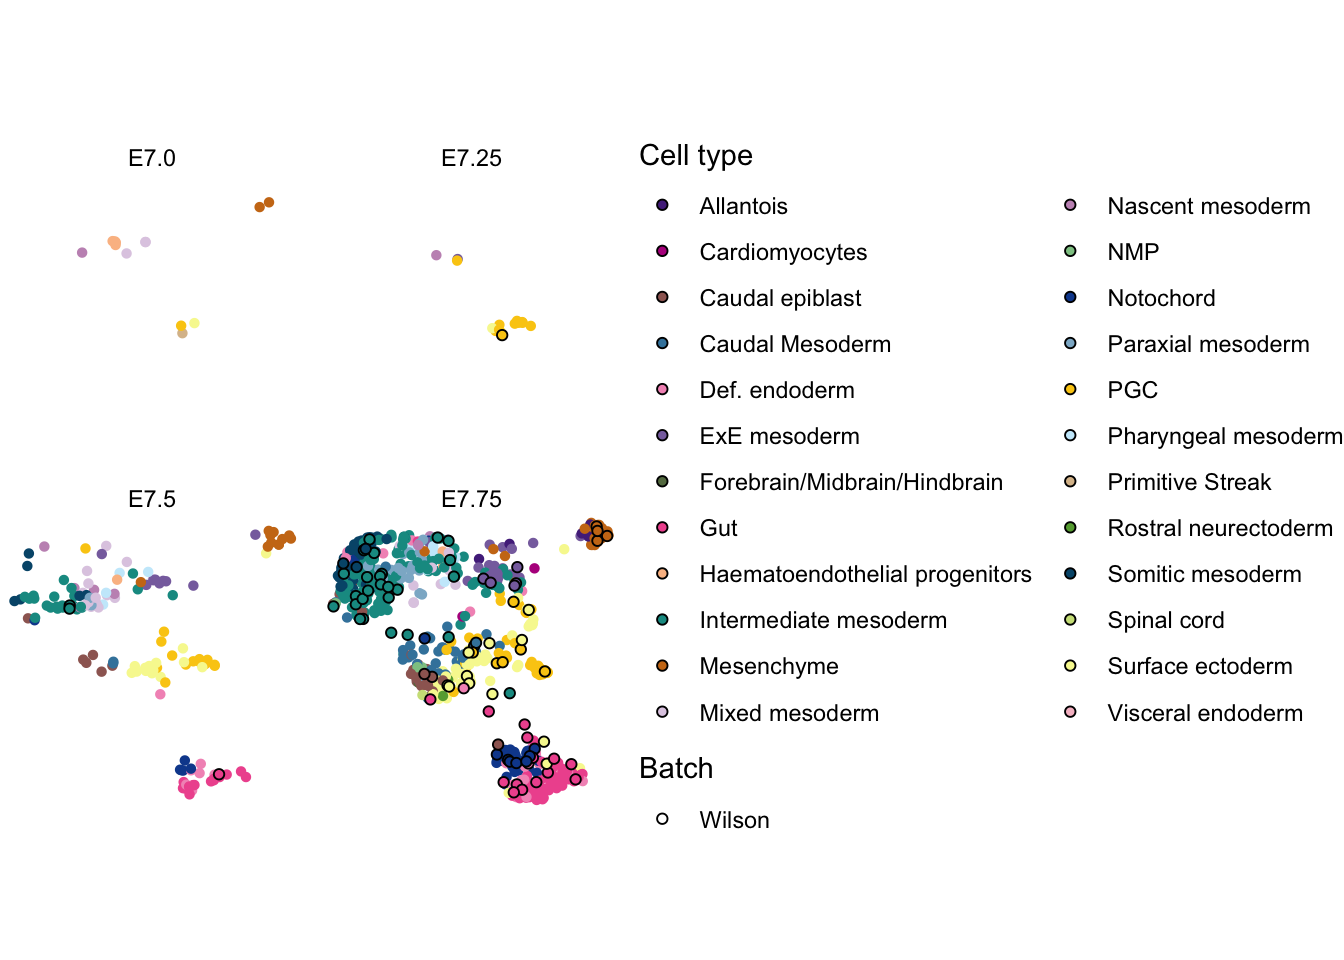 E7.0
E7.25
E7.5
E7.75
Cell type
Allantois
Cardiomyocytes
Caudal epiblast
Caudal Mesoderm
Def. endoderm
ExE mesoderm
Forebrain/Midbrain/Hindbrain
Gut
Haematoendothelial progenitors
Intermediate mesoderm
Mesenchyme
Mixed mesoderm
Nascent mesoderm
NMP
Notochord
Paraxial mesoderm
PGC
Pharyngeal mesoderm
Primitive Streak
Rostral neurectoderm
Somitic mesoderm
Spinal cord
Surface ectoderm
Visceral endoderm
Batch
Wilson